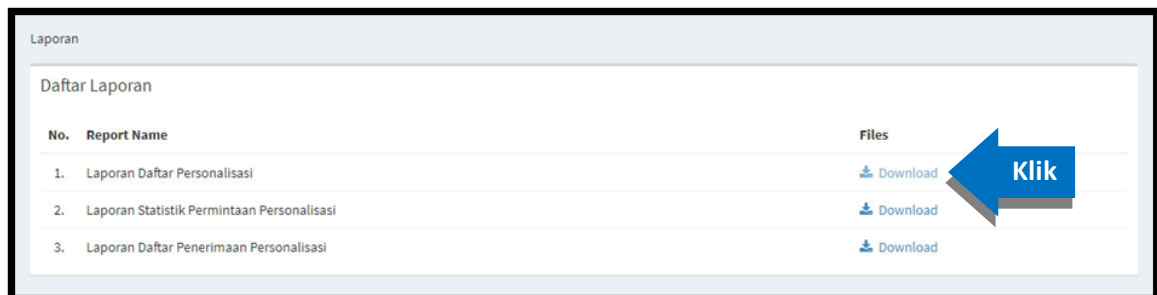 Laporan
Daftar Laporan
No. Report Name Files
1. Laporan Daftar Personalisasi Download Klik
2. Laporan Statistik Permintaan Personalisasi Download
3. Laporan Daftar Penerimaan Personalisasi Download